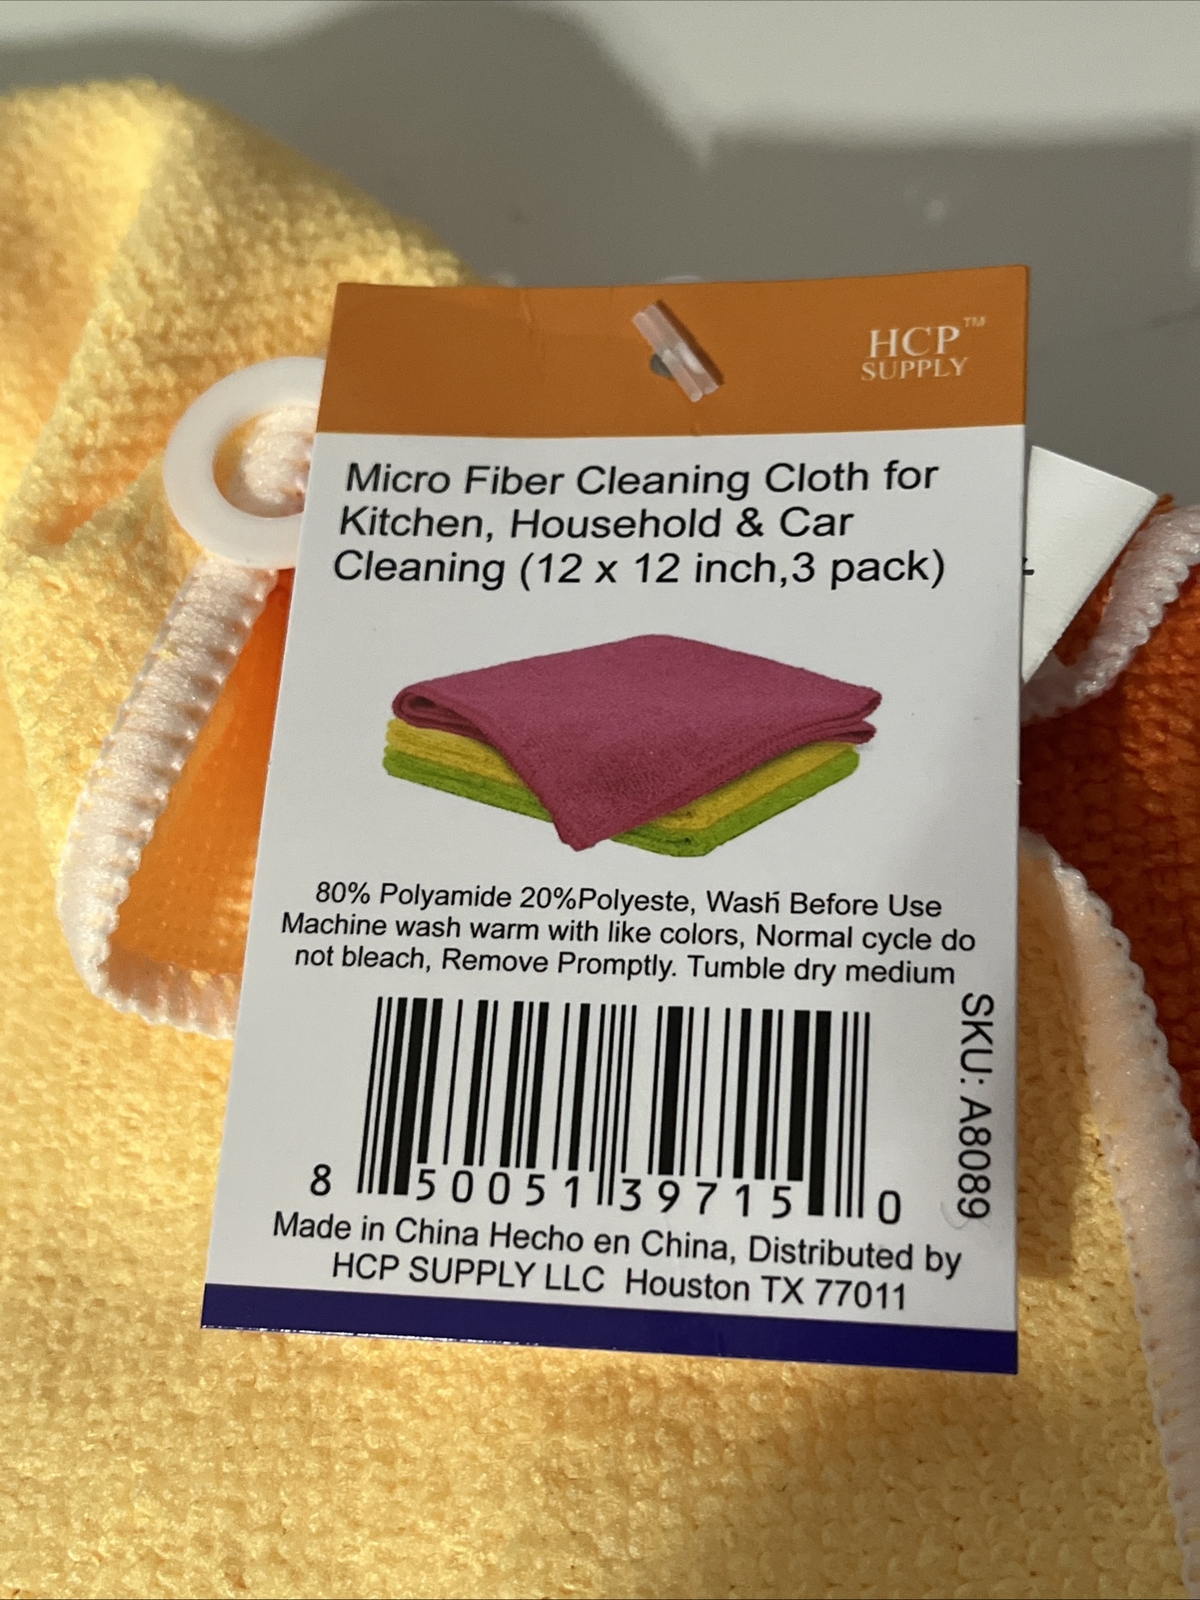 HCP™
SUPPLY
Micro Fiber Cleaning Cloth for
Kitchen, Household & Car
Cleaning (12 x 12 inch,3 pack)
80% Polyamide 20%Polyeste, Wash Before Use
Machine wash warm with like colors, Normal cycle do
not bleach, Remove Promptly. Tumble dry medium
SKU: A8089
8 50051 39715 0
Made in China Hecho en China, Distributed by
HCP SUPPLY LLC Houston TX 77011